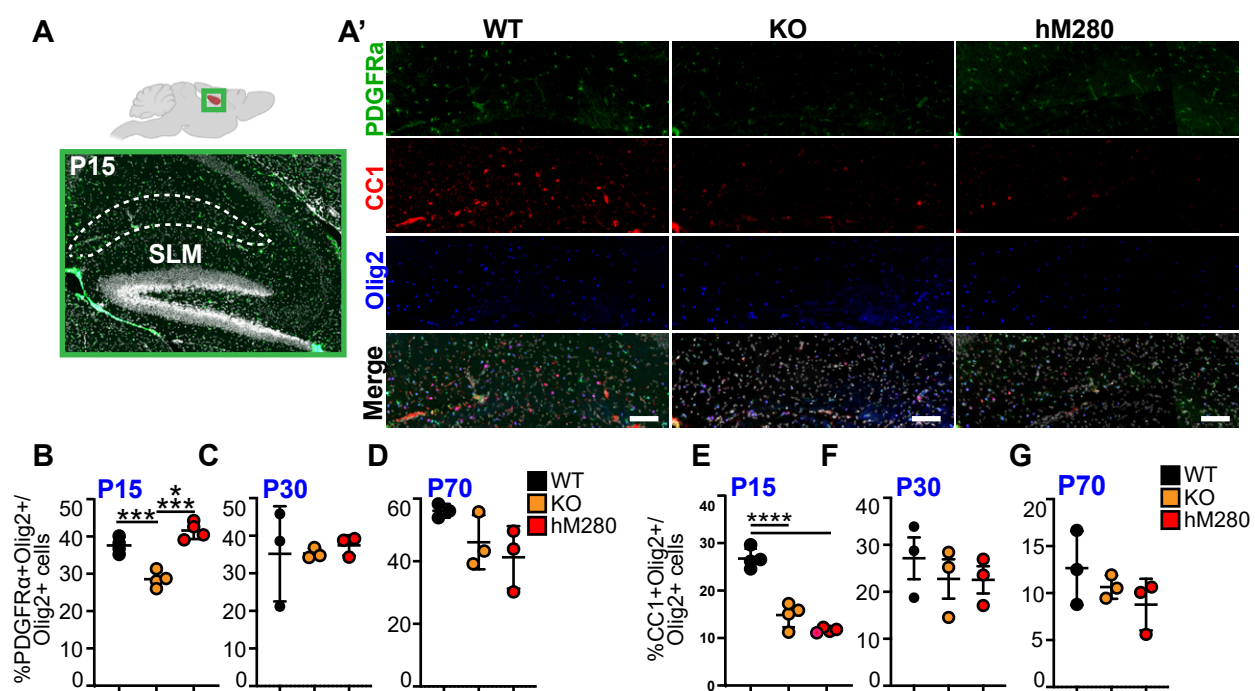 A
A'
WT
KO
hM280
P15
SLM
PDGFRa
CC1
Olig2
Merge
B
P15
*
***
***
%PDGFRα+Olig2+/
Olig2+ cells
50
40
30
20
10
0
C
P30
50
40
30
20
10
0
D
P70
60
40
20
0
WT
KO
hM280
E
P15
****
%CC1+Olig2+/
Olig2+ cells
40
30
20
10
0
F
P30
40
30
20
10
0
G
P70
20
15
10
5
0
WT
KO
hM280